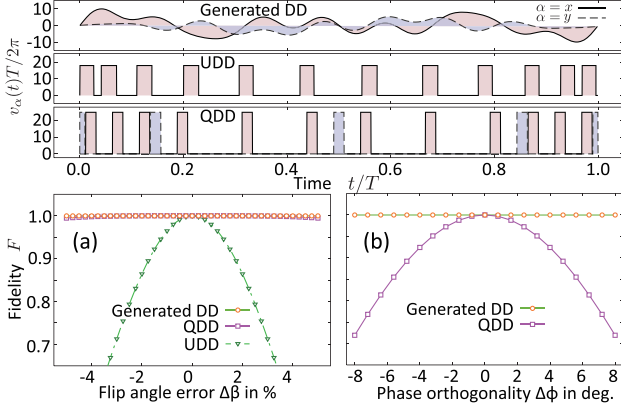 10
0
-10
Generated DD
α = x
α = y
v_α(t)T/2π
20
10
0
UDD
20
10
0
QDD
0.0 0.2 0.4 0.6 0.8 1.0
Time t/T
Fidelity F
1.0
0.9
0.8
0.7
(a)
Generated DD
QDD
UDD
-4 -2 0 2 4
Flip angle error Δβ in %
(b)
Generated DD
QDD
-8 -6 -4 -2 0 2 4 6 8
Phase orthogonality Δϕ in deg.